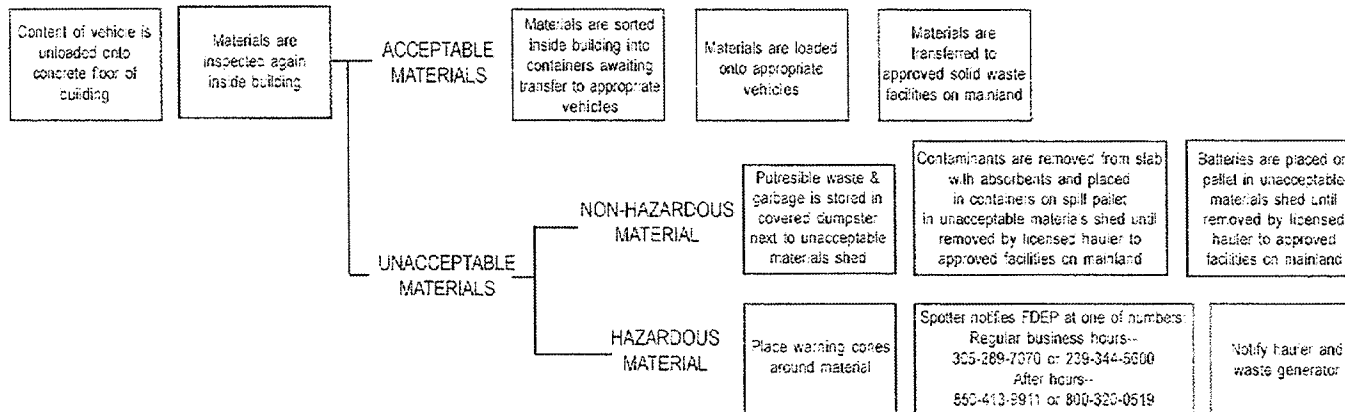 Content of vehicle is
unloaded onto
concrete floor of
building
Materials are
inspected again
inside building
ACCEPTABLE
MATERIALS
Materials are sorted
inside building into
containers awaiting
transfer to appropriate
vehicles
Materials are loaded
onto appropriate
vehicles
Materials are
transferred to
approved solid waste
facilities on mainland
UNACCEPTABLE
MATERIALS
NON-HAZARDOUS
MATERIAL
Putresible waste &
garbage is stored in
covered dumpster
next to unacceptable
materials shed
Contaminants are removed from slab
with absorbents and placed
in containers on spill pallet
in unacceptable materials shed until
removed by licensed hauler to
approved facilities on mainland
Batteries are placed on
pallet in unacceptable
materials shed until
removed by licensed
hauler to approved
facilities on mainland
HAZARDOUS
MATERIAL
Place warning cones
around material
Spotter notifies FDEP at one of numbers:
Regular business hours--
or
After hours--
or
Notify hauler and
waste generator